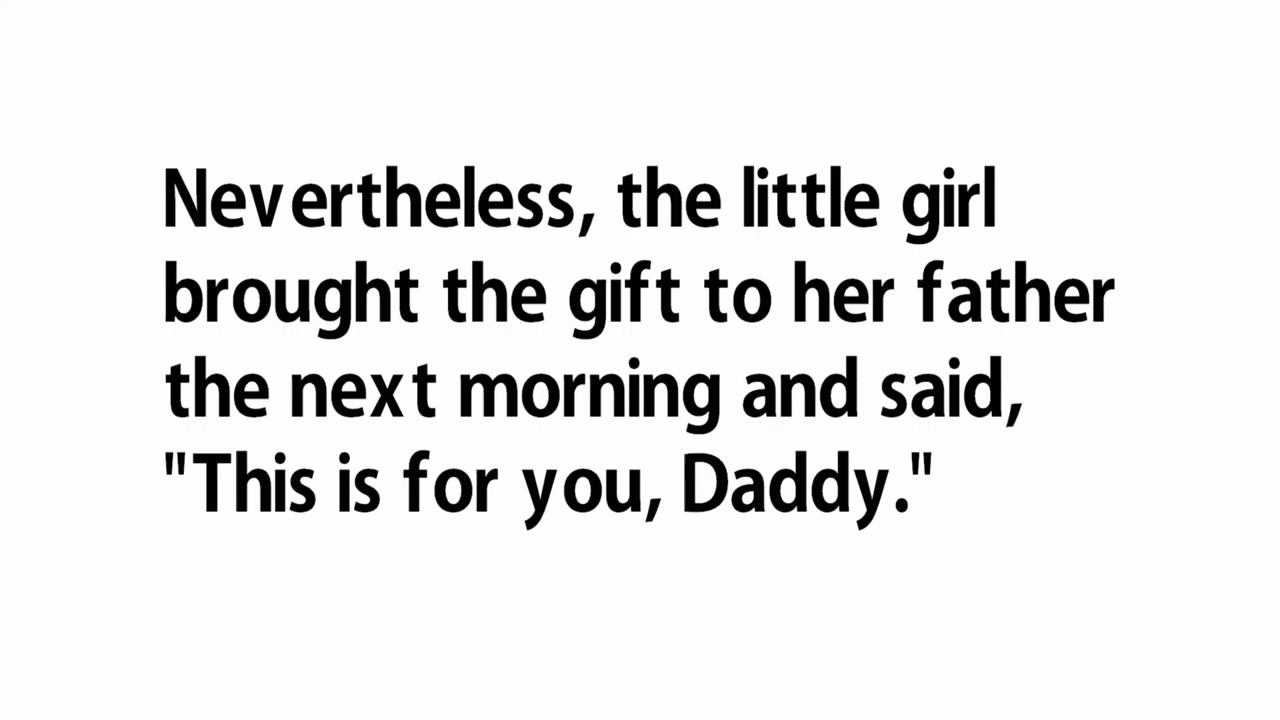 Nevertheless, the little girl
brought the gift to her father
the next morning and said,
"This is for you, Daddy."